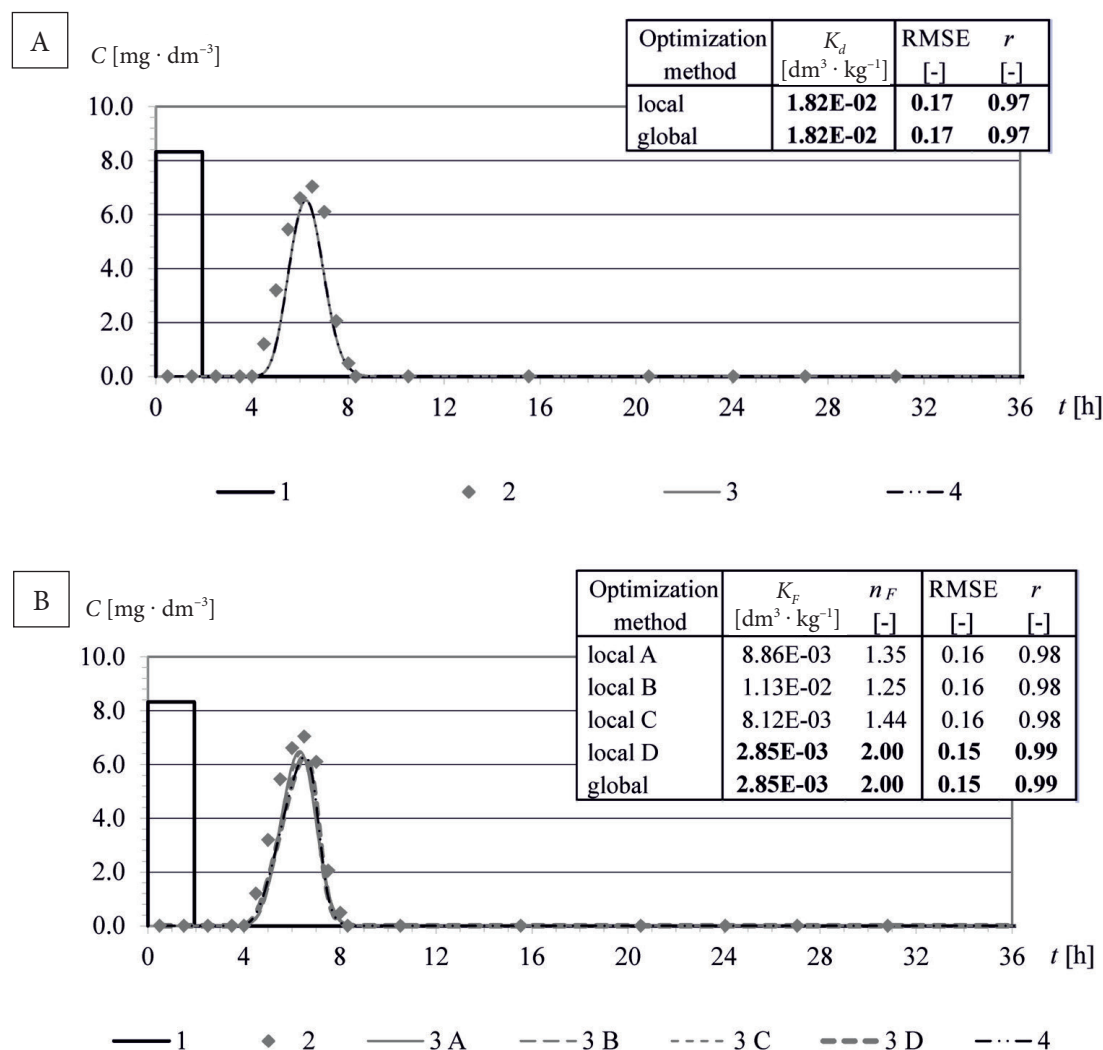 A
C [mg · dm⁻³]
Optimization method K_d [dm³ · kg⁻¹] RMSE [-] r [-]
local 1.82E-02 0.17 0.97
global 1.82E-02 0.17 0.97
10.0
8.0
6.0
4.0
2.0
0.0
0 4 8 12 16 20 24 28 32 36 t [h]
1 2 3 4
B
C [mg · dm⁻³]
Optimization method K_F [dm³ · kg⁻¹] n_F [-] RMSE [-] r [-]
local A 8.86E-03 1.35 0.16 0.98
local B 1.13E-02 1.25 0.16 0.98
local C 8.12E-03 1.44 0.16 0.98
local D 2.85E-03 2.00 0.15 0.99
global 2.85E-03 2.00 0.15 0.99
10.0
8.0
6.0
4.0
2.0
0.0
0 4 8 12 16 20 24 28 32 36 t [h]
1 2 3 A 3 B 3 C 3 D 4